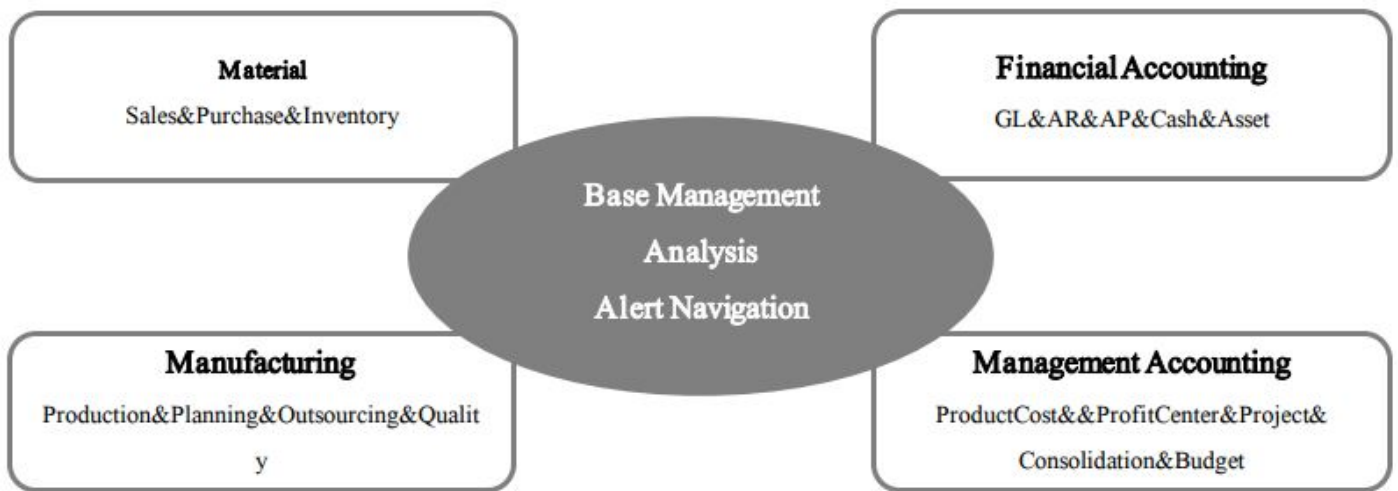 Material
Sales&Purchase&Inventory
Financial Accounting
GL&AR&AP&Cash&Asset
Base Management
Analysis
Alert Navigation
Manufacturing
Production&Planning&Outsourcing&Qualit
y
Management Accounting
ProductCost&&ProfitCenter&Project&
Consolidation&Budget